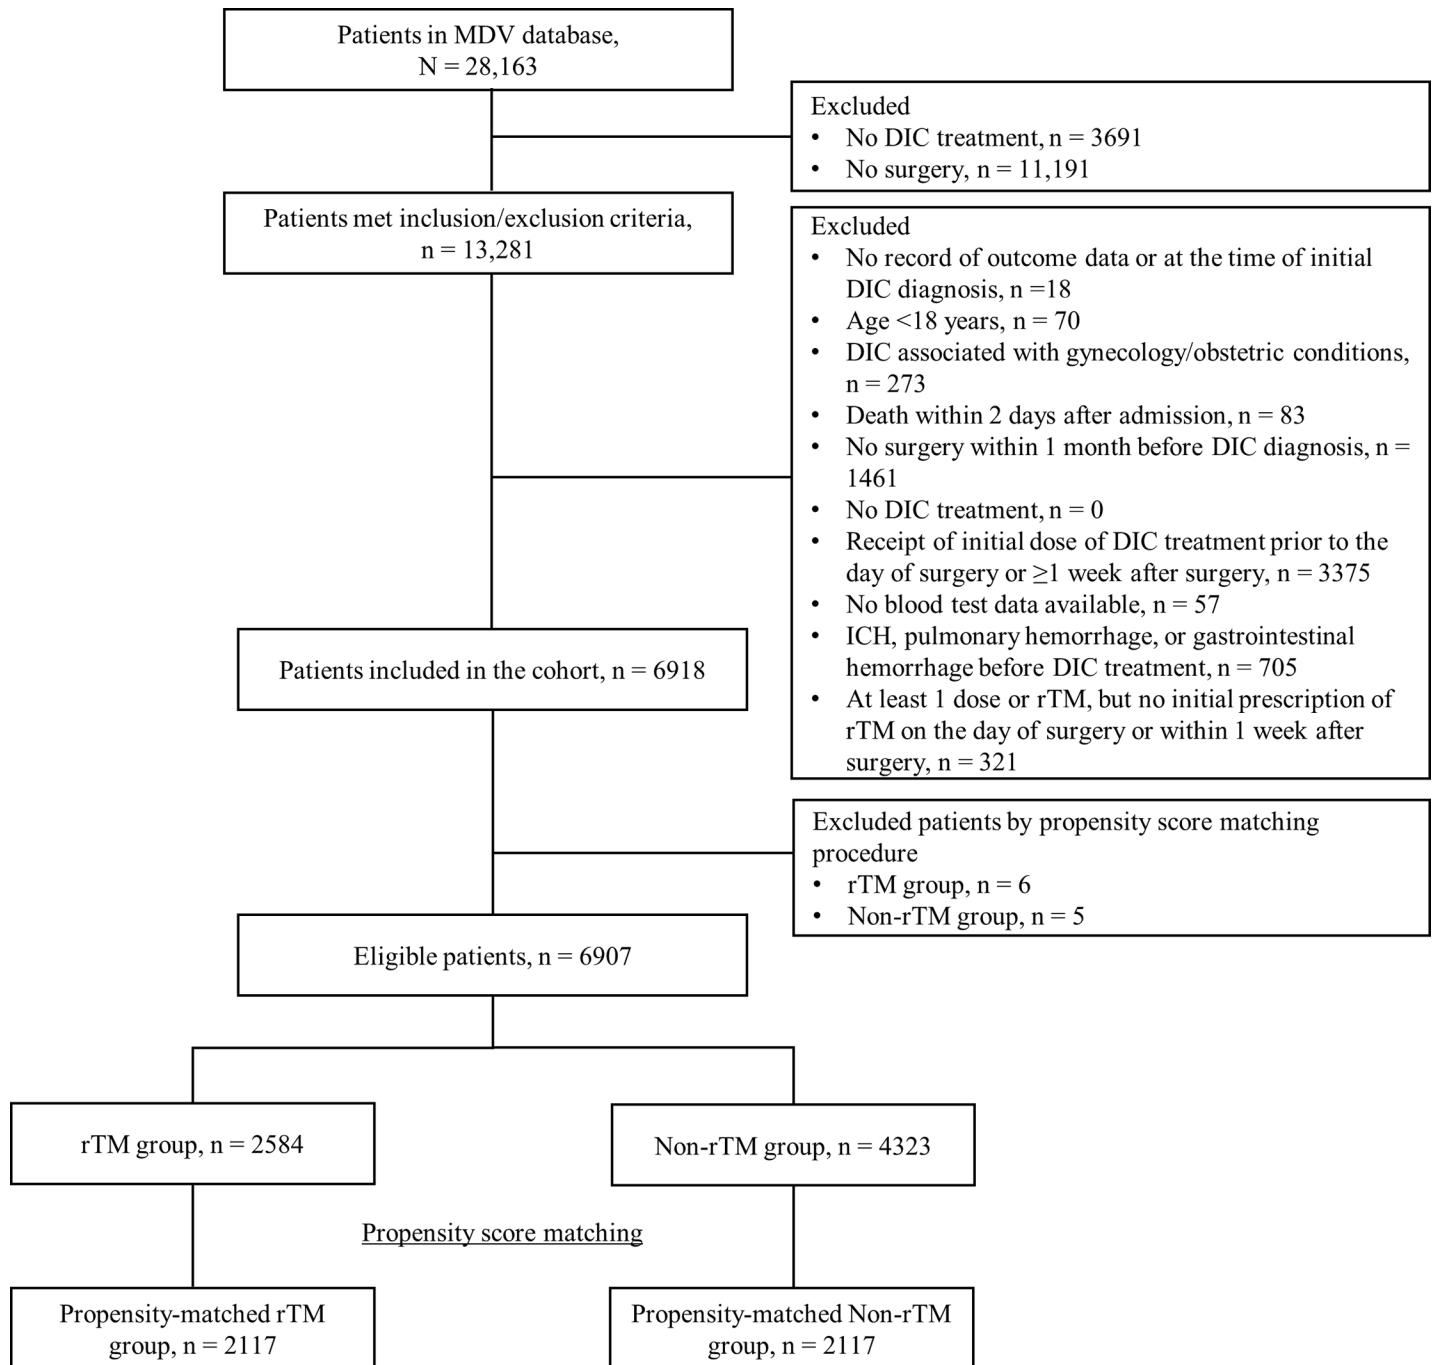 Patients in MDV database,
N = 28,163
Excluded
• No DIC treatment, n = 3691
• No surgery, n = 11,191
Patients met inclusion/exclusion criteria,
n = 13,281
Excluded
• No record of outcome data or at the time of initial
DIC diagnosis, n =18
• Age <18 years, n = 70
• DIC associated with gynecology/obstetric conditions,
n = 273
• Death within 2 days after admission, n = 83
• No surgery within 1 month before DIC diagnosis, n =
1461
• No DIC treatment, n = 0
• Receipt of initial dose of DIC treatment prior to the
day of surgery or ≥1 week after surgery, n = 3375
• No blood test data available, n = 57
• ICH, pulmonary hemorrhage, or gastrointestinal
hemorrhage before DIC treatment, n = 705
• At least 1 dose or rTM, but no initial prescription of
rTM on the day of surgery or within 1 week after
surgery, n = 321
Patients included in the cohort, n = 6918
Excluded patients by propensity score matching
procedure
• rTM group, n = 6
• Non-rTM group, n = 5
Eligible patients, n = 6907
rTM group, n = 2584
Non-rTM group, n = 4323
Propensity score matching
Propensity-matched rTM
group, n = 2117
Propensity-matched Non-rTM
group, n = 2117